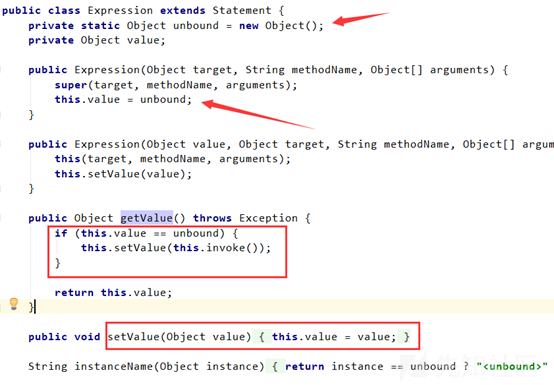 public class Expression extends Statement {
    private static Object unbound = new Object();
    private Object value;
    public Expression(Object target, String methodName, Object[] arguments) {
        super(target, methodName, arguments);
        this.value = unbound;
    }
    public Expression(Object value, Object target, String methodName, Object[] argum
        this(target, methodName, arguments);
        this.setValue(value);
    }
    public Object getValue() throws Exception {
        if (this.value == unbound) {
            this.setValue(this.invoke());
        }
        return this.value;
    }
    public void setValue(Object value) { this.value = value; }
    String instanceName(Object instance) { return instance == unbound ? "<unbound>"